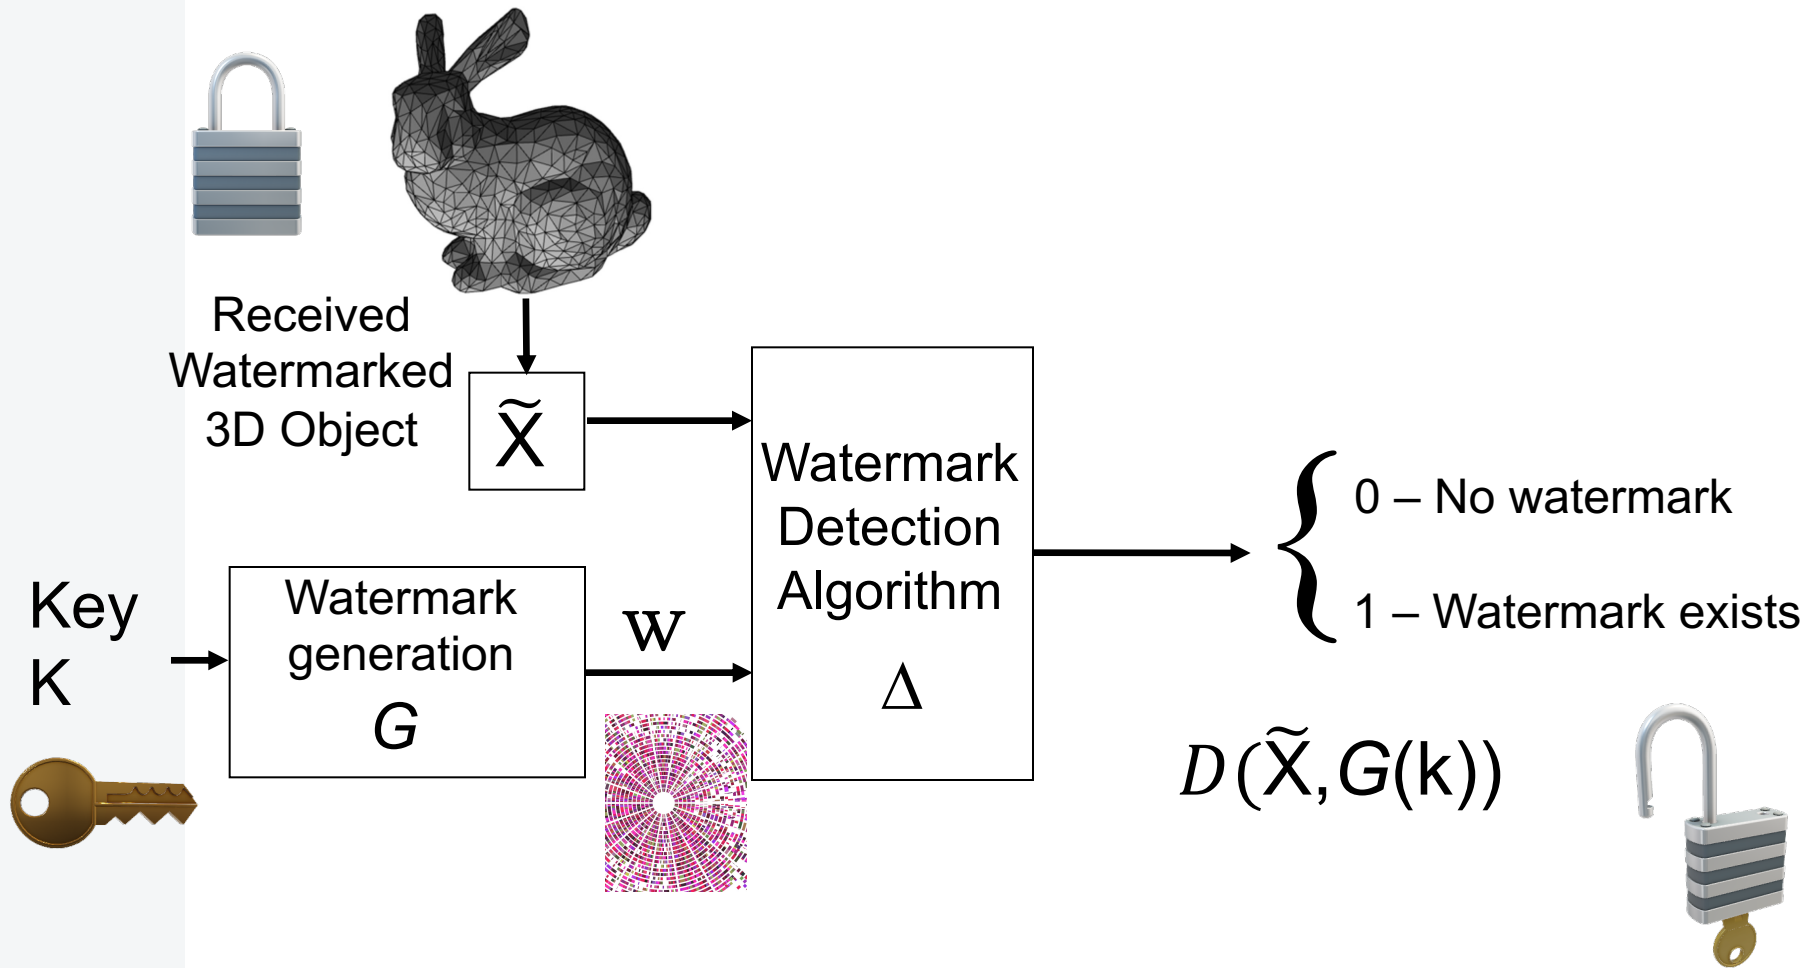 Received
Watermarked
3D Object
X̃
Watermark
Detection
Algorithm
Δ
0 – No watermark
1 – Watermark exists
Key
K
Watermark
generation
G
w
D(X̃,G(k))